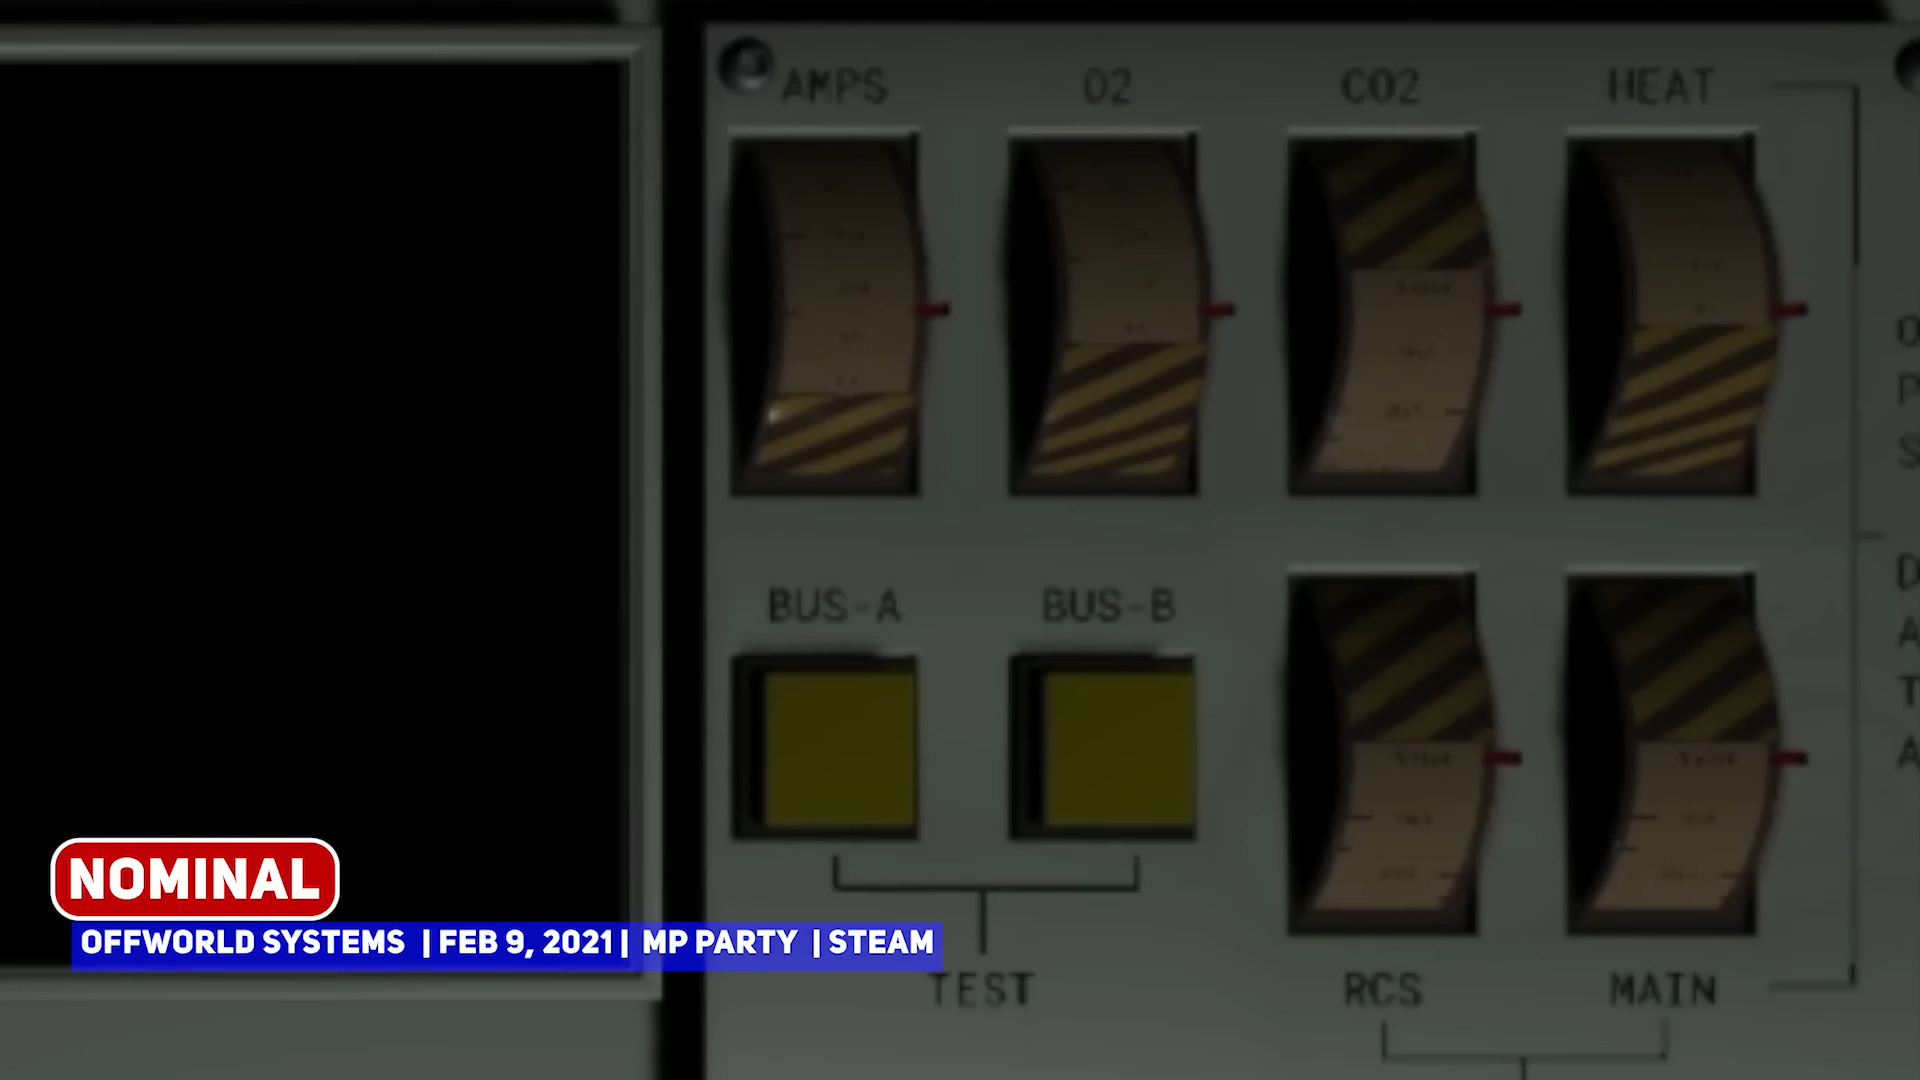 AMPS O2 CO2 HEAT
O
P
S
BUS-A BUS-B
D
A
T
A
NOMINAL
OFFWORLD SYSTEMS | FEB 9, 2021 | MP PARTY | STEAM
TEST RCS MAIN